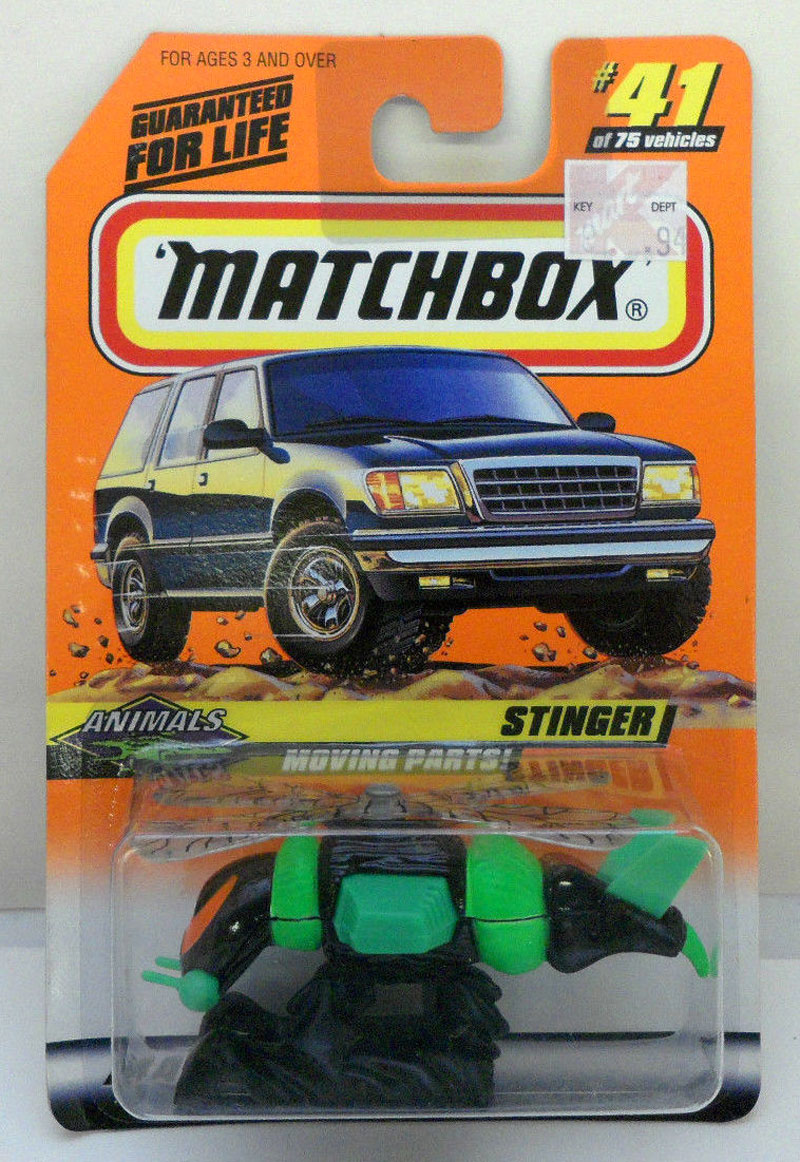 FOR AGES 3 AND OVER
GUARANTEED
FOR LIFE
#41
of 75 vehicles
KEY DEPT
.94
'MATCHBOX'®
ANIMALS
STINGER
MOVING PARTS!